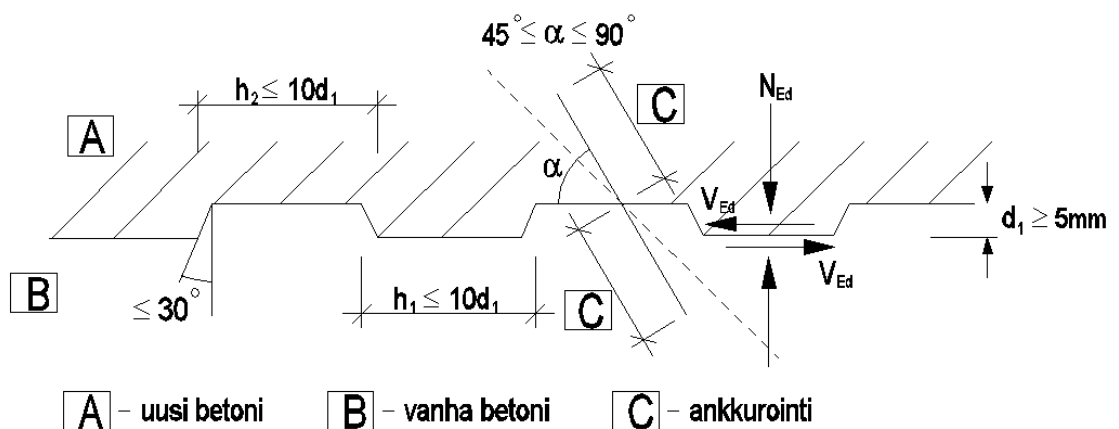 45° ≤ α ≤ 90°
h₂ ≤ 10d₁
N_Ed
A
C
α
V_Ed
d₁ ≥ 5mm
B
≤ 30°
h₁ ≤ 10d₁
C
V_Ed
A – uusi betoni B – vanha betoni C – ankkurointi